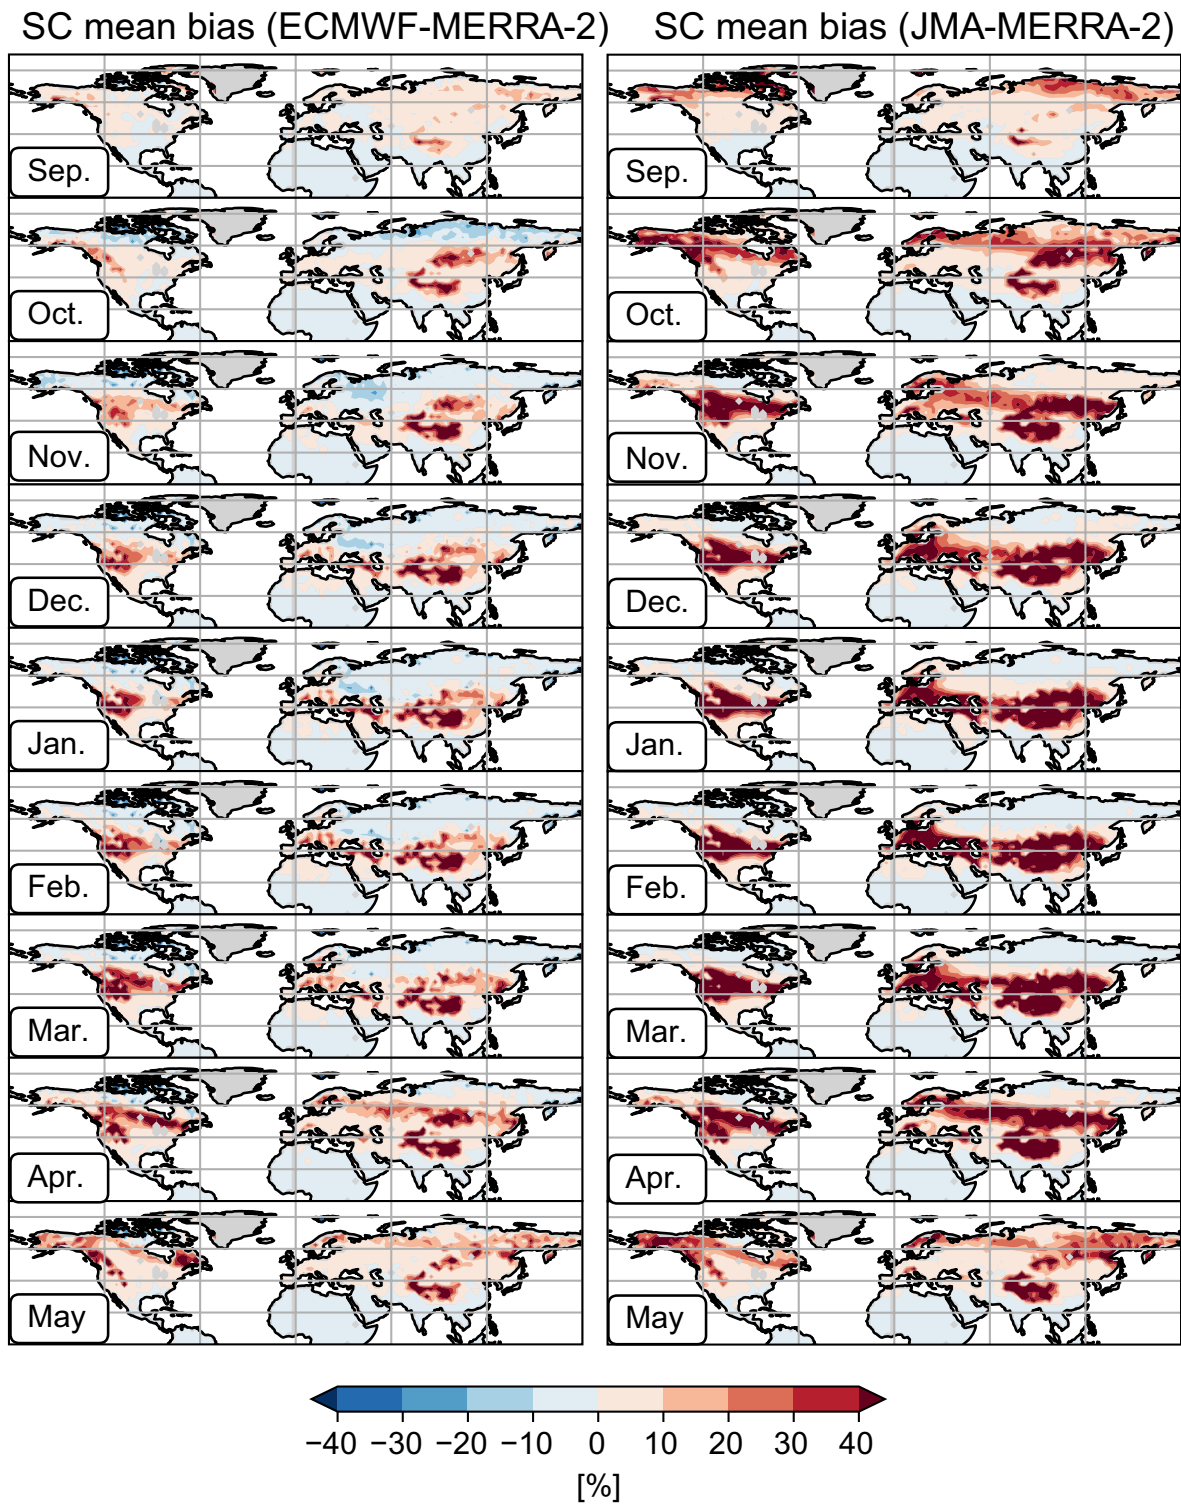 SC mean bias (ECMWF-MERRA-2) SC mean bias (JMA-MERRA-2)
Sep. Sep.
Oct. Oct.
Nov. Nov.
Dec. Dec.
Jan. Jan.
Feb. Feb.
Mar. Mar.
Apr. Apr.
May May
−40 −30 −20 −10 0 10 20 30 40
[%]